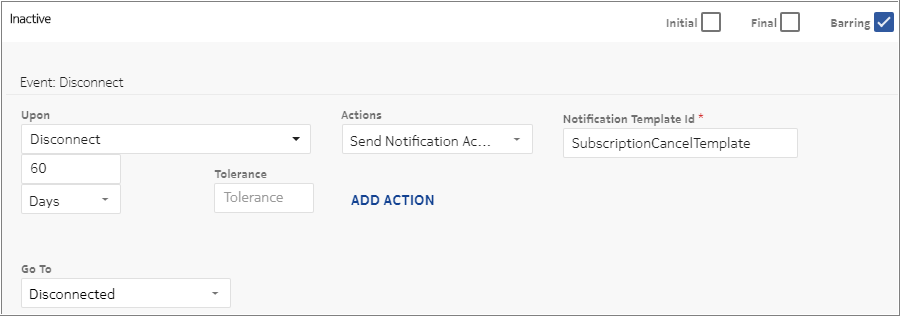 Inactive
Initial Final Barring
Event: Disconnect
Upon Actions Notification Template Id *
Disconnect Send Notification Ac... SubscriptionCancelTemplate
60
Tolerance
Days Tolerance ADD ACTION
Go To
Disconnected